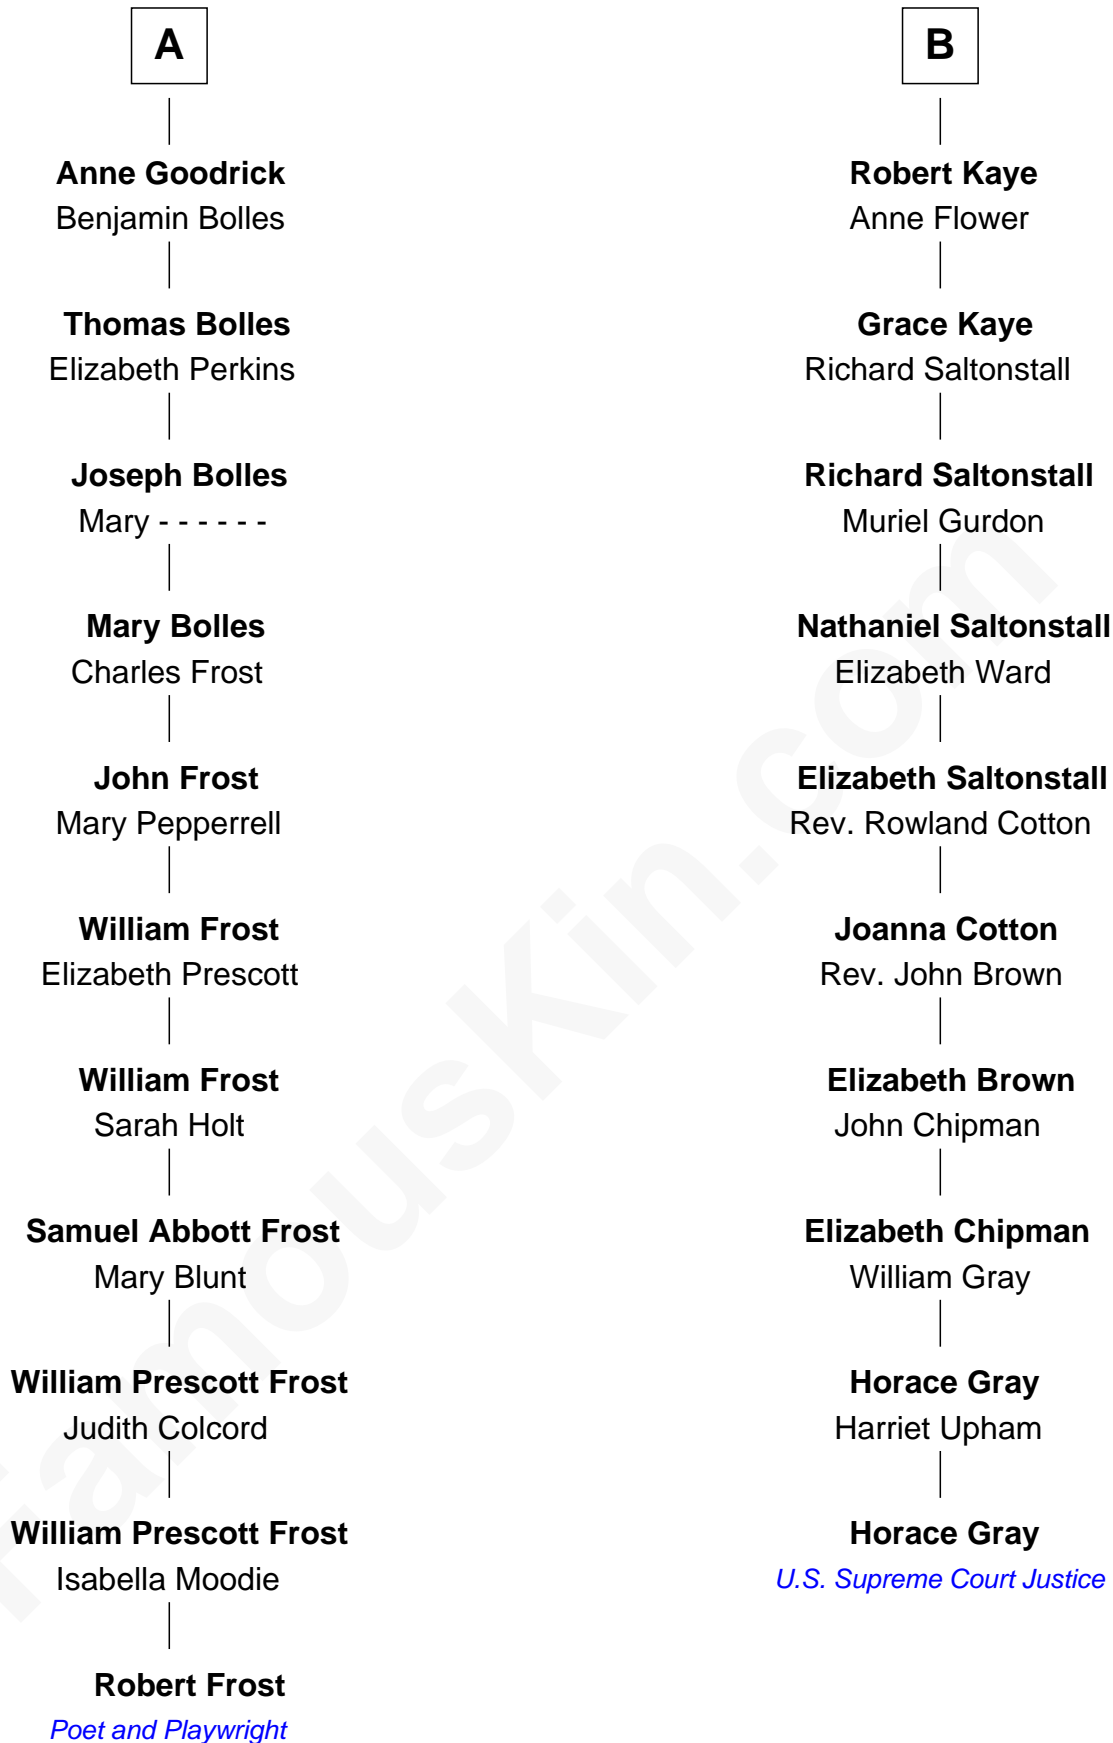 A
Anne Goodrick
Benjamin Bolles
Thomas Bolles
Elizabeth Perkins
Joseph Bolles
Mary - - - - - -
Mary Bolles
Charles Frost
John Frost
Mary Pepperrell
William Frost
Elizabeth Prescott
William Frost
Sarah Holt
Samuel Abbott Frost
Mary Blunt
William Prescott Frost
Judith Colcord
William Prescott Frost
Isabella Moodie
Robert Frost
Poet and Playwright
B
Robert Kaye
Anne Flower
Grace Kaye
Richard Saltonstall
Richard Saltonstall
Muriel Gurdon
Nathaniel Saltonstall
Elizabeth Ward
Elizabeth Saltonstall
Rev. Rowland Cotton
Joanna Cotton
Rev. John Brown
Elizabeth Brown
John Chipman
Elizabeth Chipman
William Gray
Horace Gray
Harriet Upham
Horace Gray
U.S. Supreme Court Justice
FamousKin.com